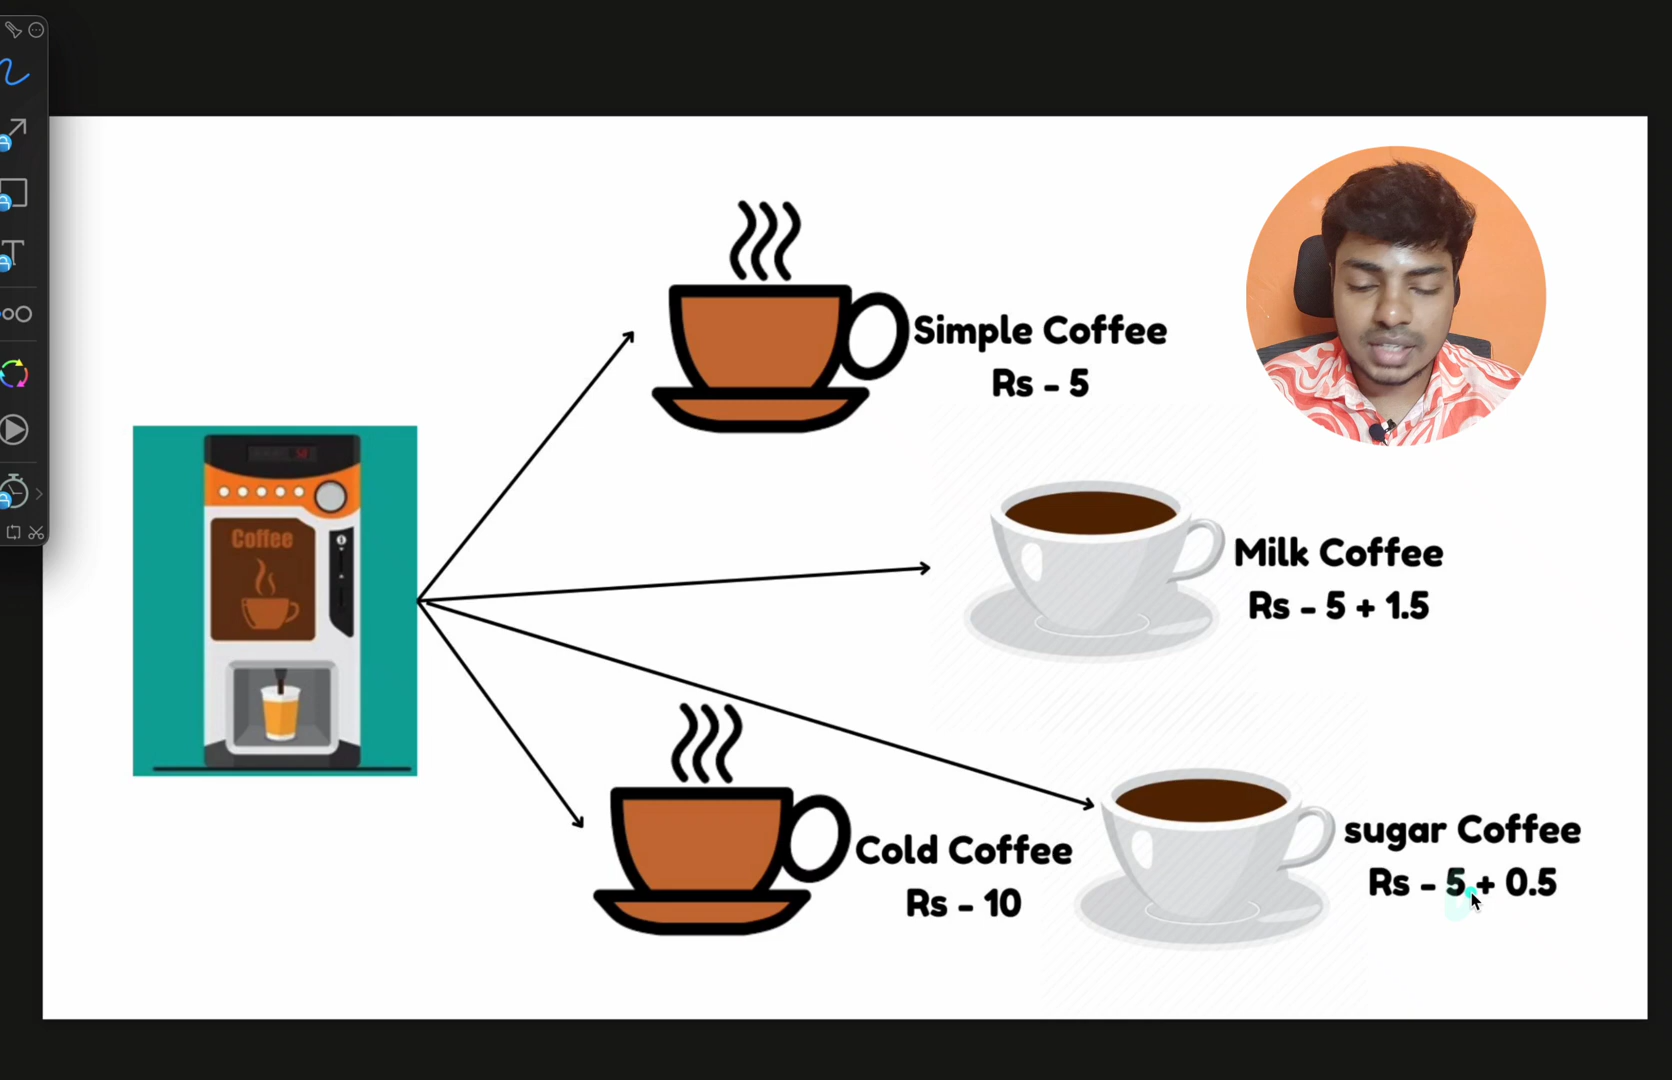 Simple Coffee
Rs - 5
Coffee
Milk Coffee
Rs - 5 + 1.5
Cold Coffee
Rs - 10
sugar Coffee
Rs - 5 + 0.5